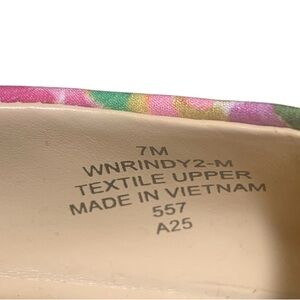 7M
WNRINDY2-M
TEXTILE UPPER
MADE IN VIETNAM
557
A25